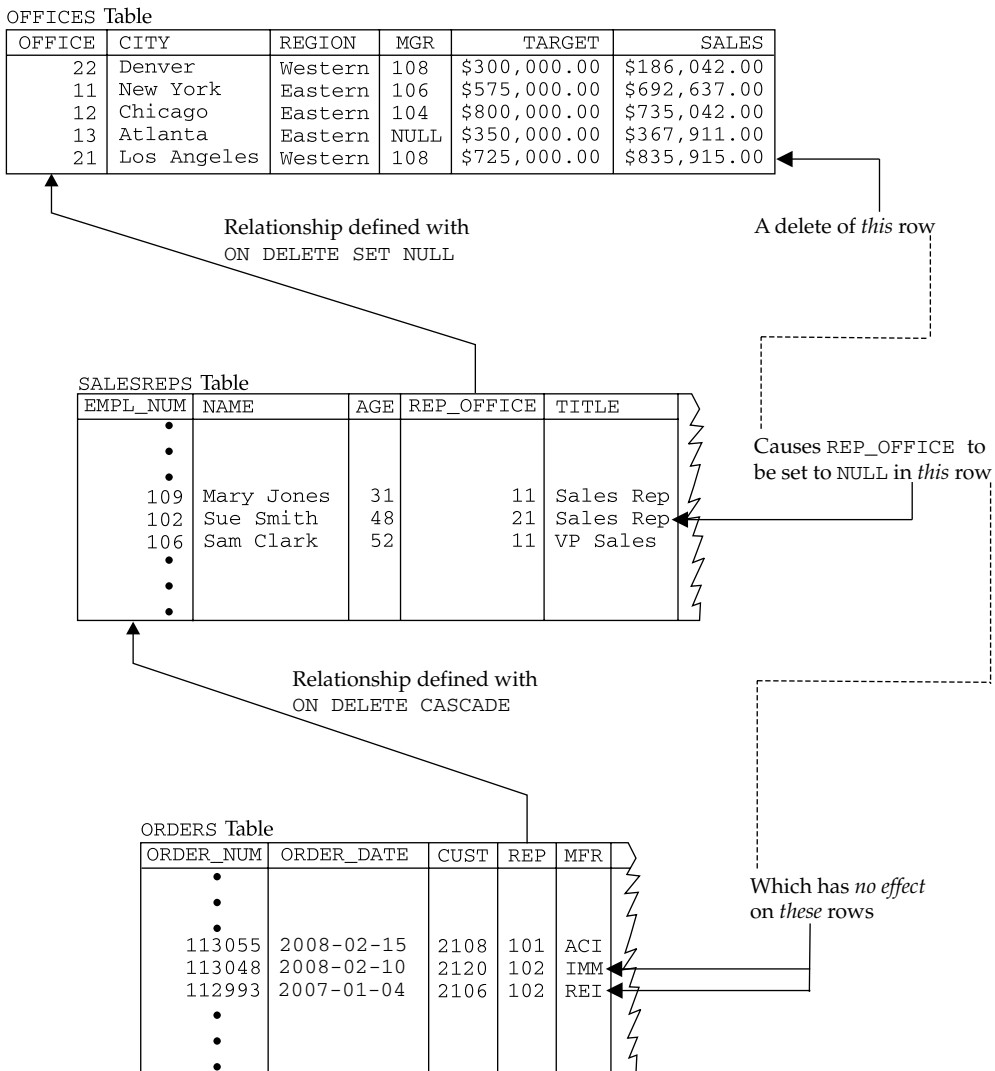 OFFICES Table
OFFICE CITY REGION MGR TARGET SALES
22 Denver Western 108 $300,000.00 $186,042.00
11 New York Eastern 106 $575,000.00 $692,637.00
12 Chicago Eastern 104 $800,000.00 $735,042.00
13 Atlanta Eastern NULL $350,000.00 $367,911.00
21 Los Angeles Western 108 $725,000.00 $835,915.00
Relationship defined with
ON DELETE SET NULL
A delete of this row
SALESREPS Table
EMPL_NUM NAME AGE REP_OFFICE TITLE
109 Mary Jones 31 11 Sales Rep
102 Sue Smith 48 21 Sales Rep
106 Sam Clark 52 11 VP Sales
Causes REP_OFFICE to
be set to NULL in this row
Relationship defined with
ON DELETE CASCADE
ORDERS Table
ORDER_NUM ORDER_DATE CUST REP MFR
113055 2008-02-15 2108 101 ACI
113048 2008-02-10 2120 102 IMM
112993 2007-01-04 2106 102 REI
Which has no effect
on these rows